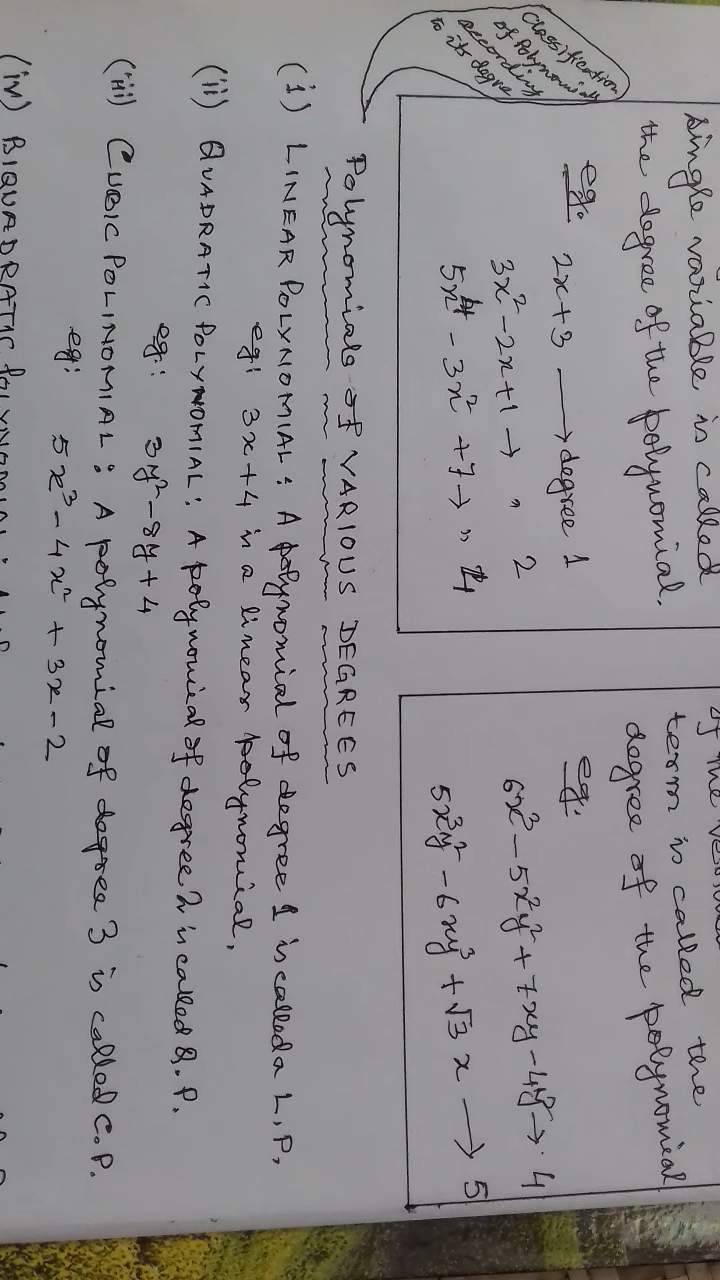 single variable is called
the degree of the polynomial.
eg:
2x+3 → degree 1
3x² - 2x + 1 → " 2
5x⁴ - 3x² + 7 → " 4
term is called the
degree of the polynomial
eg:
6x³ - 5x²y² + 7xy - 4y → 4
5x³y² - 6xy³ + √3 x → 5
Classification
of Polynomials
according
to its degre
Polynomials of VARIOUS DEGREES
(i) LINEAR POLYNOMIAL : A polynomial of degree 1 is called a L.P.
eg: 3x+4 is a linear polynomial.
(ii) QUADRATIC POLYNOMIAL : A polynomial of degree 2 is called Q.P.
eg: 3y² - 8y + 4
(iii) CUBIC POLINOMIAL : A polynomial of degree 3 is called C.P.
eg: 5x³ - 4x² + 3x - 2
(iv) BIQUADRATIC POLYNOMIAL :